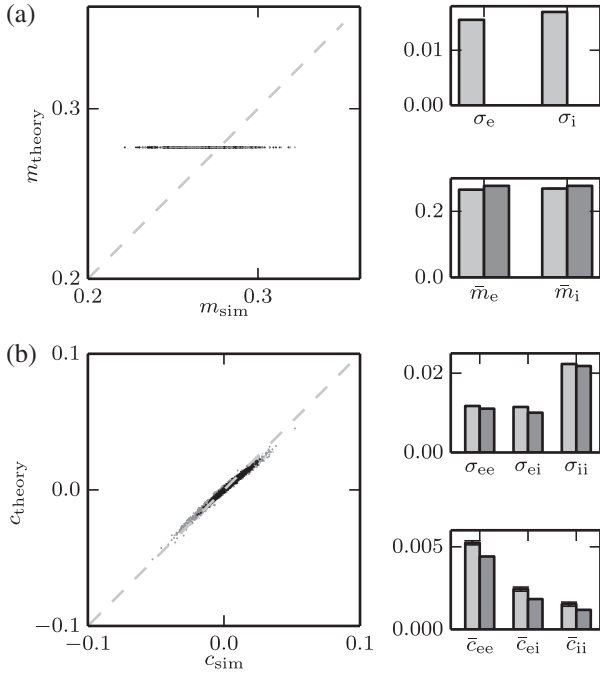 (a)
0.3
0.2
m_theory
0.2
0.3
m_sim
0.01
0.00
σ_e
σ_i
0.2
0.0
m̄_e
m̄_i
(b)
0.1
0.0
−0.1
c_theory
−0.1
0.0
0.1
c_sim
0.02
0.00
σ_ee
σ_ei
σ_ii
0.005
0.000
c̄_ee
c̄_ei
c̄_ii